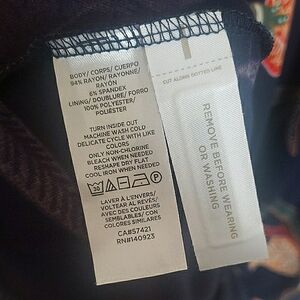 BODY/ CORPS/ CUERPO
94% RAYON/ RAYONNE/
RAYÓN
6% SPANDEX
LINING/ DOUBLURE/ FORRO
100% POLYESTER/
POLIÉSTER
TURN INSIDE OUT
MACHINE WASH COLD
DELICATE CYCLE WITH LIKE
COLORS
ONLY NON-CHLORINE
BLEACH WHEN NEEDED
RESHAPE DRY FLAT
COOL IRON WHEN NEEDED
LAVER À L'ENVERS/
VOLTEAR AL REVÉS/
AVEC DES COULEURS
SEMBLABLES/ CON
COLORES SIMILARES
CA#57421
RN#140923
CUT ALONG DOTTED LINE
REMOVE BEFORE WEARING
OR WASHING